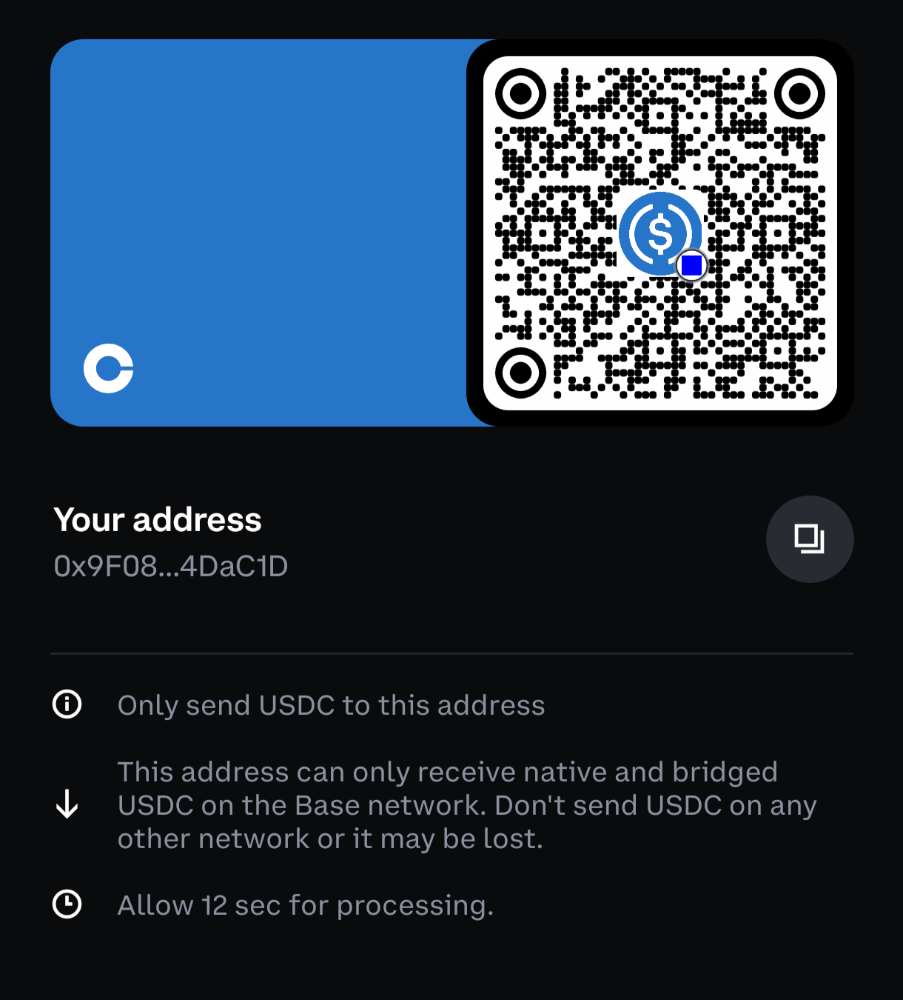 $
Your address
0x9F08...4DaC1D
Only send USDC to this address
This address can only receive native and bridged
USDC on the Base network. Don't send USDC on any
other network or it may be lost.
Allow 12 sec for processing.